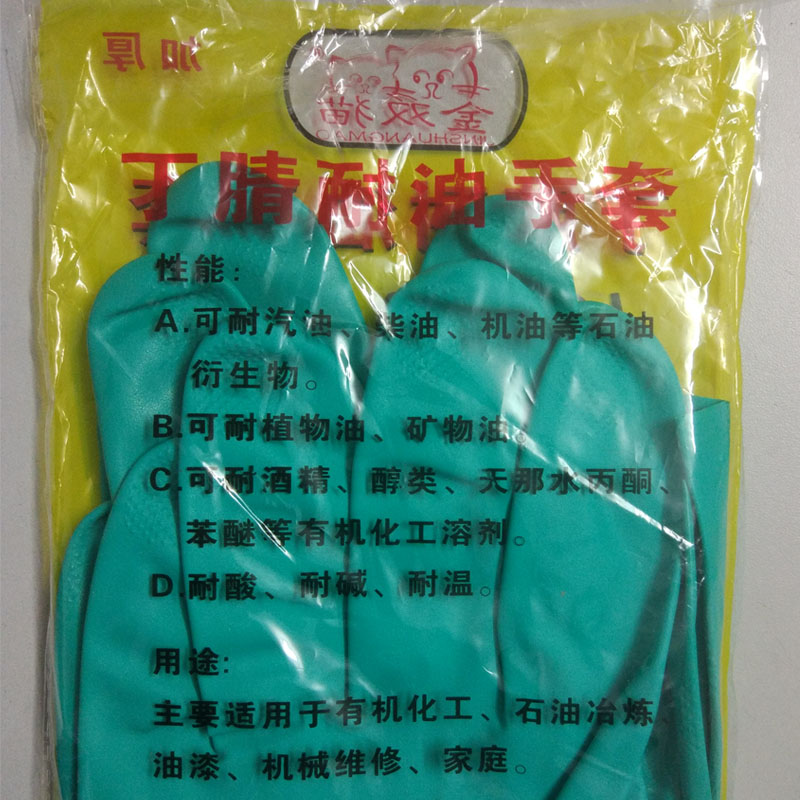 加厚
金双猫
JINSHUANGMAO
丁腈耐油手套
性能:
A.可耐汽油、柴油、机油等石油
衍生物。
B.可耐植物油、矿物油。
C.可耐酒精、醇类、天那水丙酮、
苯醚等有机化工溶剂。
D.耐酸、耐碱、耐温。
用途:
主要适用于有机化工、石油冶炼、
油漆、机械维修、家庭。